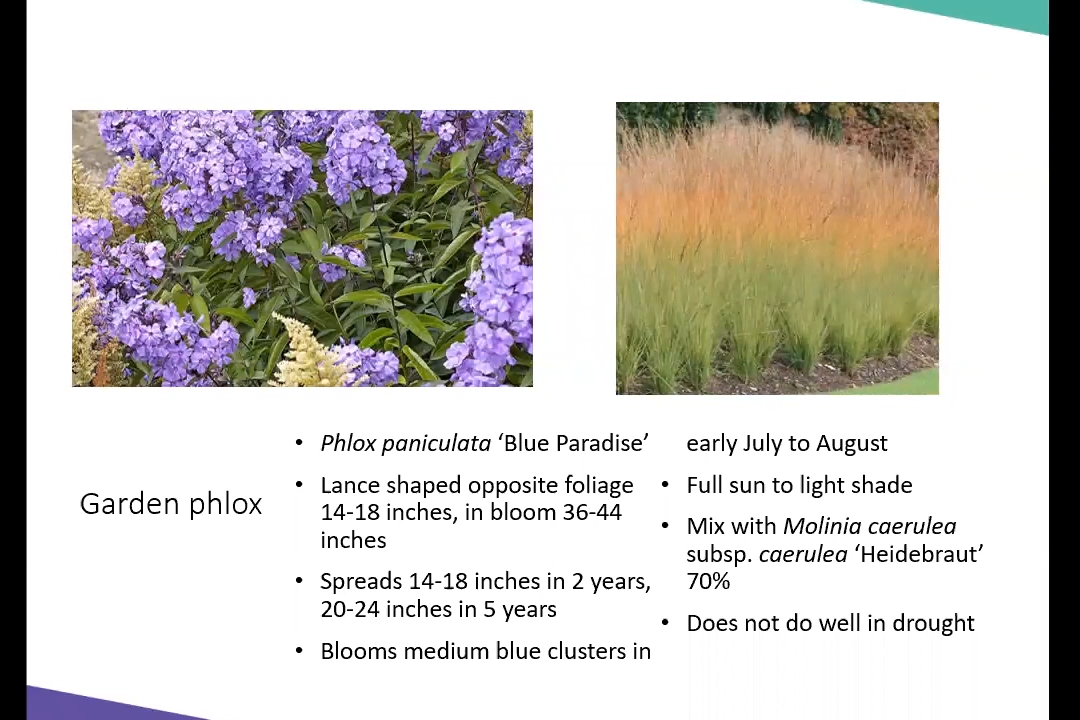 Garden phlox
• Phlox paniculata ‘Blue Paradise’
• Lance shaped opposite foliage
14-18 inches, in bloom 36-44
inches
• Spreads 14-18 inches in 2 years,
20-24 inches in 5 years
• Blooms medium blue clusters in
early July to August
• Full sun to light shade
• Mix with Molinia caerulea
subsp. caerulea ‘Heidebraut’
70%
• Does not do well in drought